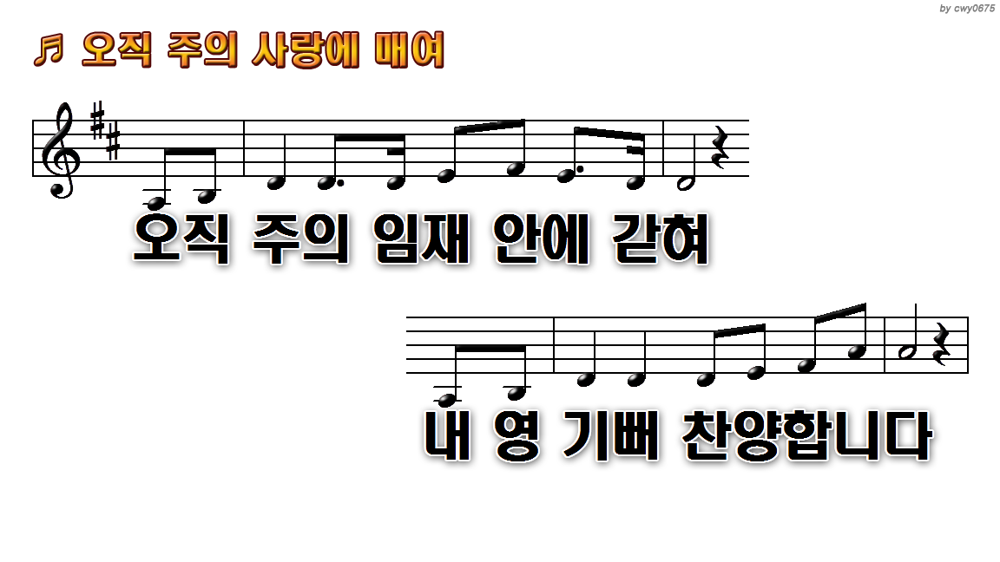 by cwy0675
♬ 오직 주의 사랑에 매여
오직 주의 임재 안에 갇혀
내 영 기뻐 찬양합니다